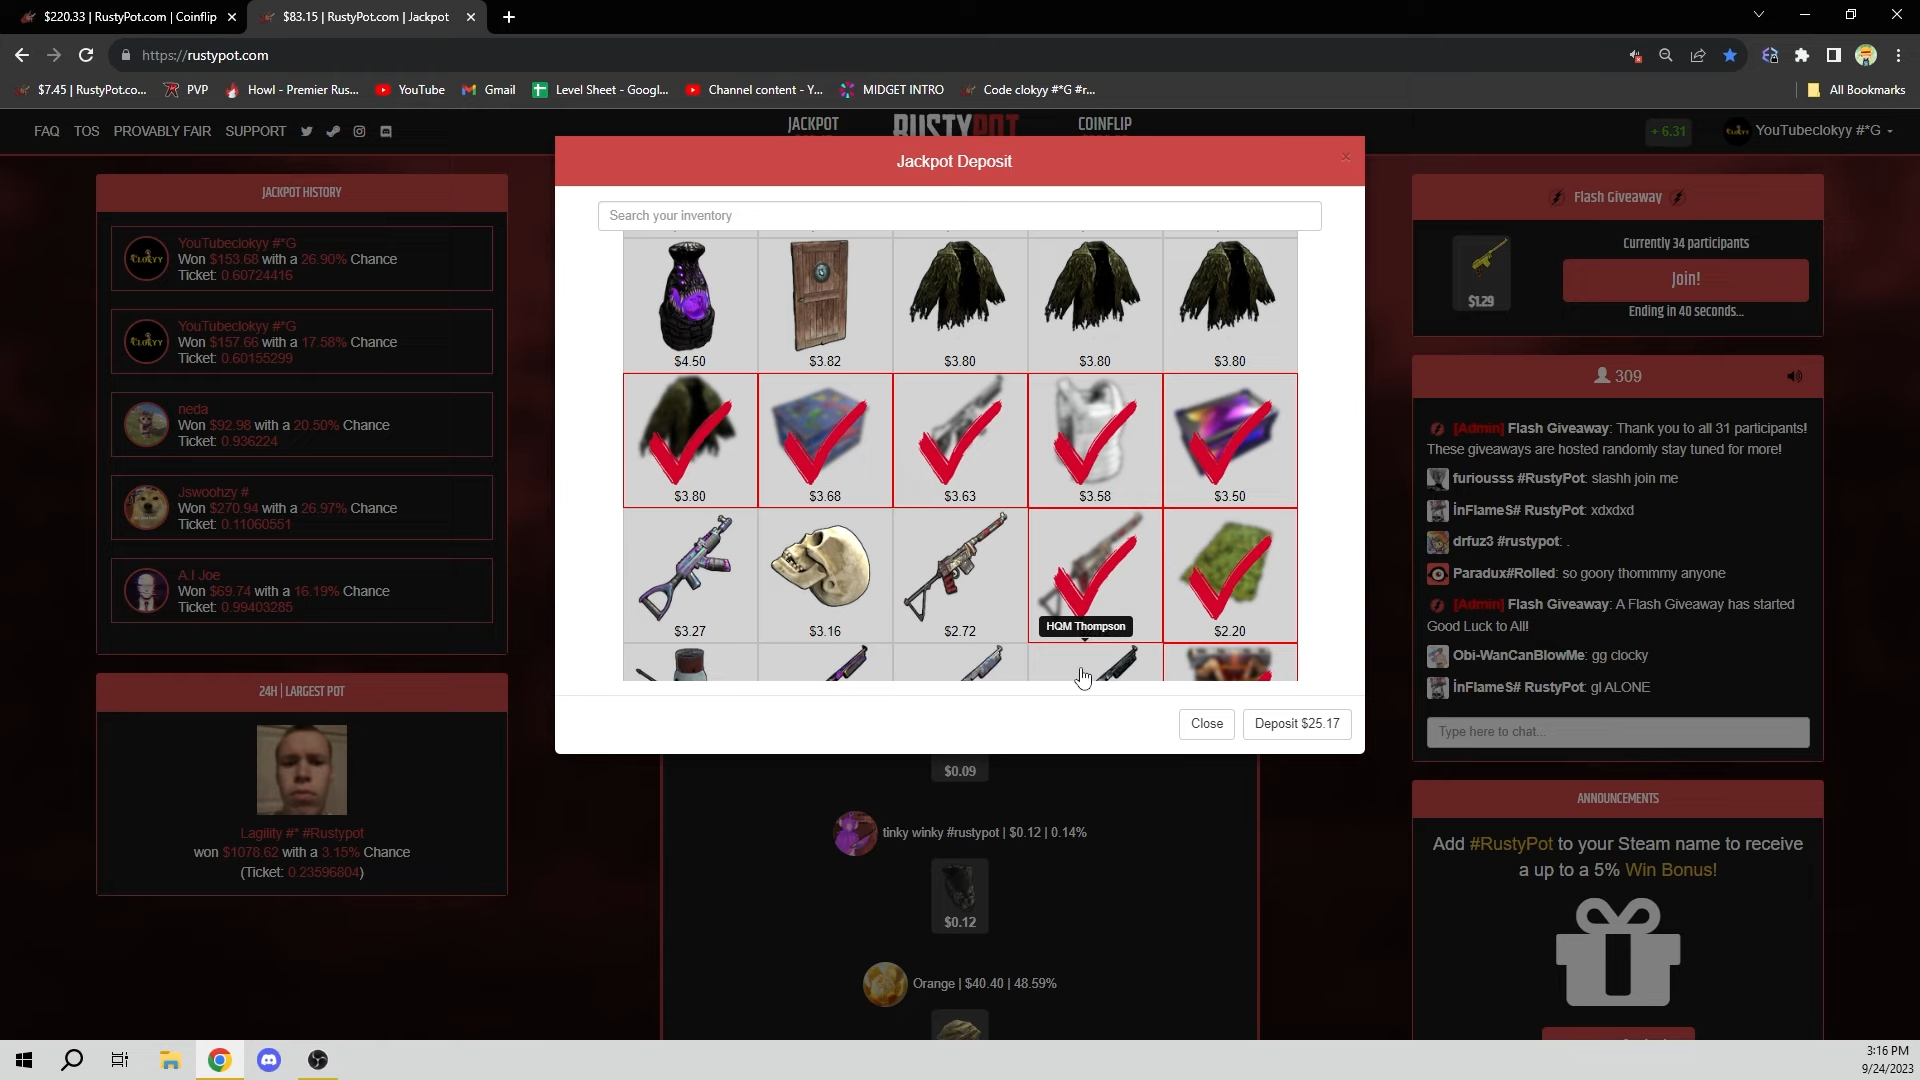 $220.33 | RustyPot.com | Coinflip
$83.15 | RustyPot.com | Jackpot
https://rustypot.com
$7.45 | RustyPot.co...
PVP
Howl - Premier Rus...
YouTube
Gmail
Level Sheet - Googl...
Channel content - Y...
MIDGET INTRO
Code clokyy #*G #r...
All Bookmarks
FAQ
TOS
PROVABLY FAIR
SUPPORT
JACKPOT
RUSTYPOT
COINFLIP
+ 6.31
YouTubeclokyy #*G
Jackpot Deposit
Search your inventory
$4.50
$3.82
$3.80
$3.80
$3.80
$3.80
$3.68
$3.63
$3.58
$3.50
$3.27
$3.16
$2.72
HQM Thompson
$2.20
Close
Deposit $25.17
JACKPOT HISTORY
YouTubeclokyy #*G
Won $153.68 with a 26.90% Chance
Ticket: 0.60724416
YouTubeclokyy #*G
Won $157.66 with a 17.58% Chance
Ticket: 0.60155299
neda
Won $92.98 with a 20.50% Chance
Ticket: 0.936224
Jswoohzy #
Won $270.94 with a 26.97% Chance
Ticket: 0.11060551
A.I Joe
Won $69.74 with a 16.19% Chance
Ticket: 0.99403285
24H | LARGEST POT
Lagility #* #Rustypot
won $1078.62 with a 3.15% Chance
(Ticket: 0.23596804)
$0.09
tinky winky #rustypot | $0.12 | 0.14%
$0.12
Orange | $40.40 | 48.59%
Flash Giveaway
$1.29
Currently 34 participants
Join!
Ending in 40 seconds...
309
[Admin] Flash Giveaway: Thank you to all 31 participants!
These giveaways are hosted randomly stay tuned for more!
furiousss #RustyPot: slashh join me
İnFlameS# RustyPot: xdxdxd
drfuz3 #rustypot: .
Paradux#Rolled: so goory thommmy anyone
[Admin] Flash Giveaway: A Flash Giveaway has started
Good Luck to All!
Obi-WanCanBlowMe: gg clocky
İnFlameS# RustyPot: gl ALONE
Type here to chat...
ANNOUNCEMENTS
Add #RustyPot to your Steam name to receive
a up to a 5% Win Bonus!
3:16 PM
9/24/2023